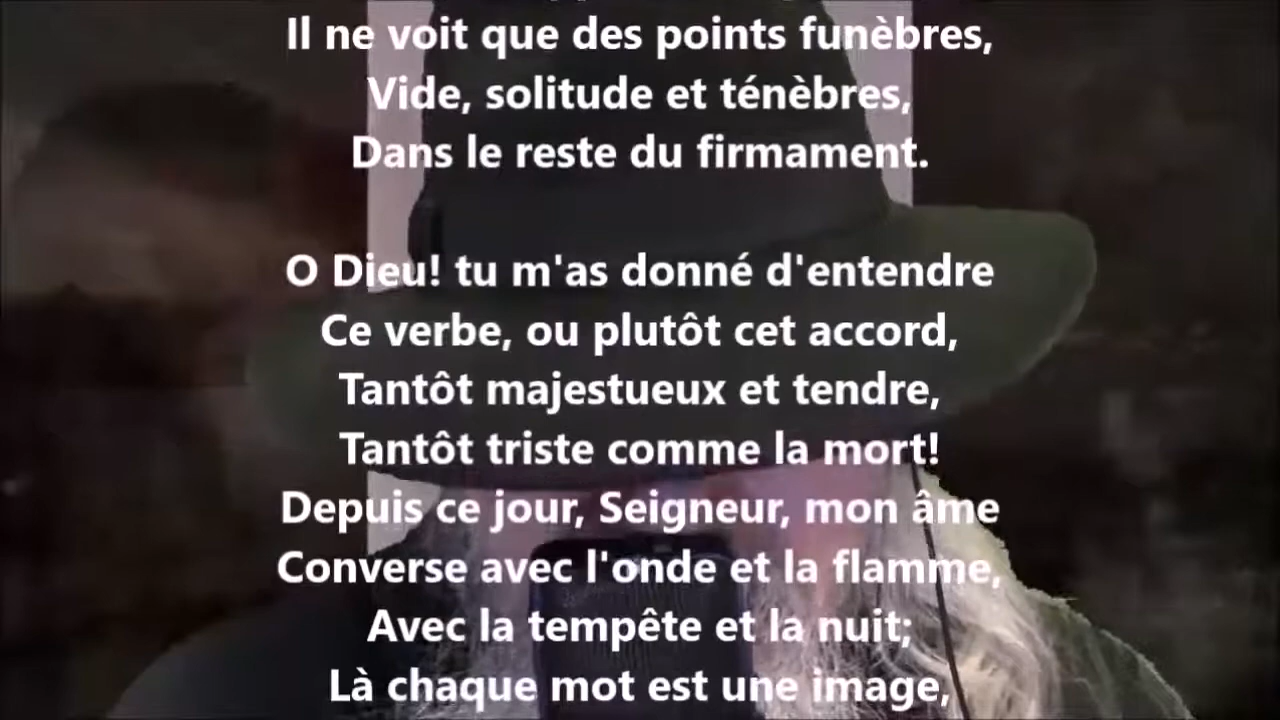 Il ne voit que des points funèbres,
Vide, solitude et ténèbres,
Dans le reste du firmament.
O Dieu! tu m'as donné d'entendre
Ce verbe, ou plutôt cet accord,
Tantôt majestueux et tendre,
Tantôt triste comme la mort!
Depuis ce jour, Seigneur, mon âme
Converse avec l'onde et la flamme,
Avec la tempête et la nuit;
Là chaque mot est une image,